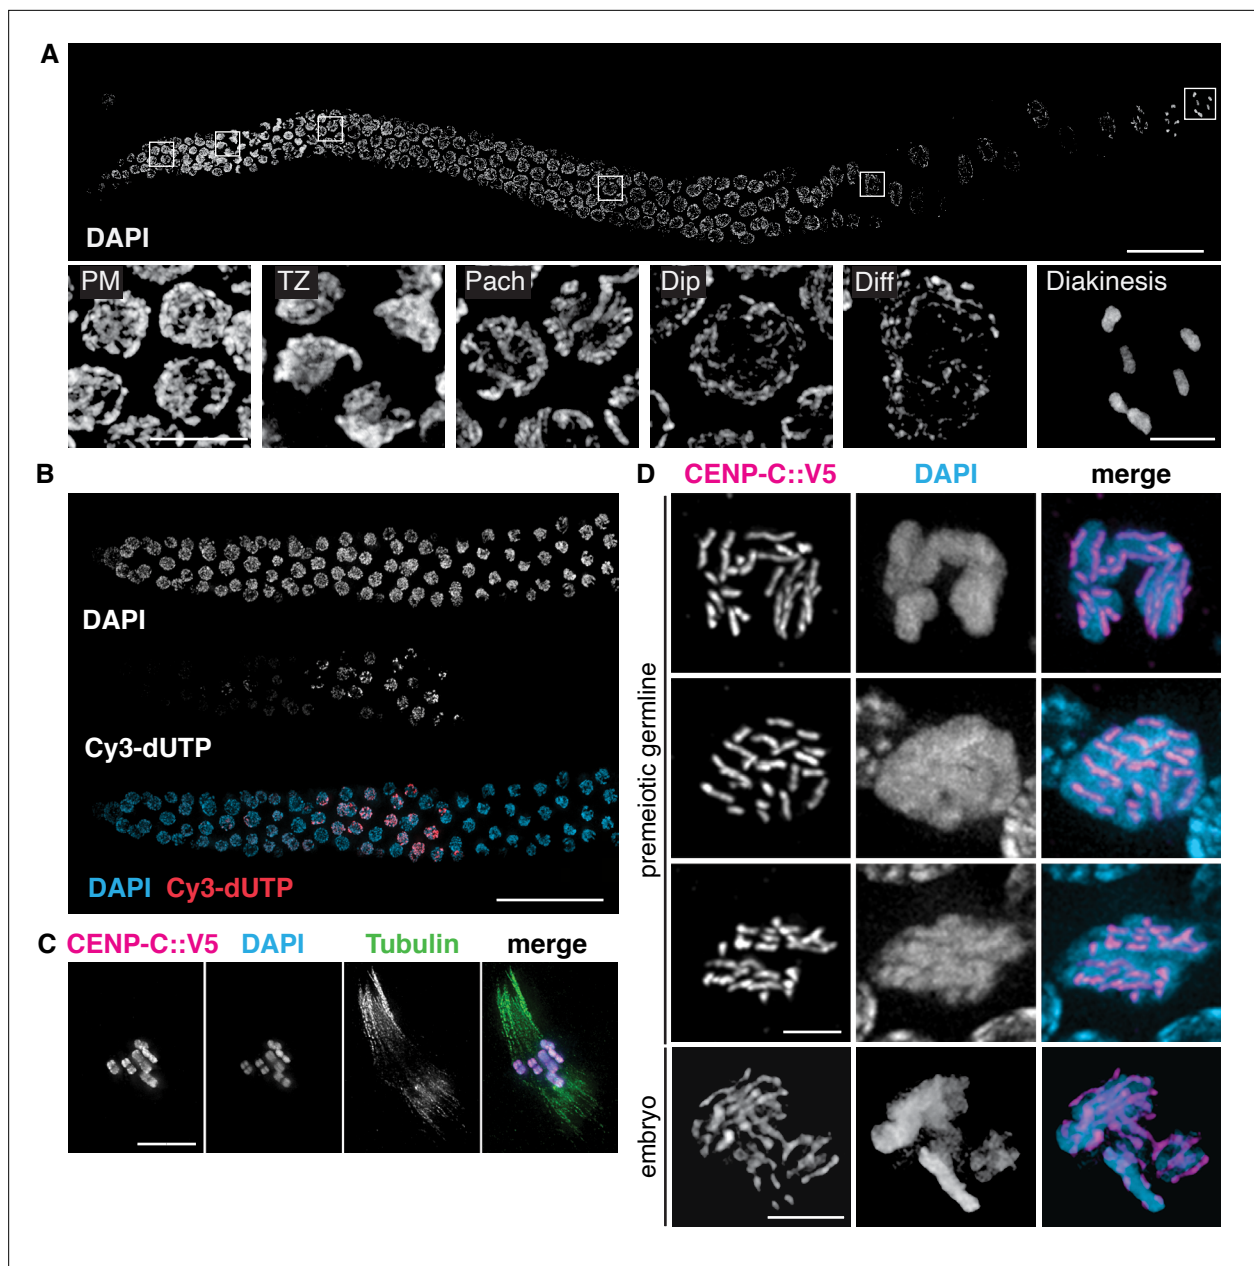 A
DAPI
PM
TZ
Pach
Dip
Diff
Diakinesis
B
DAPI
Cy3-dUTP
DAPI Cy3-dUTP
C
CENP-C::V5 DAPI Tubulin merge
D
CENP-C::V5 DAPI merge
premeiotic germline
embryo